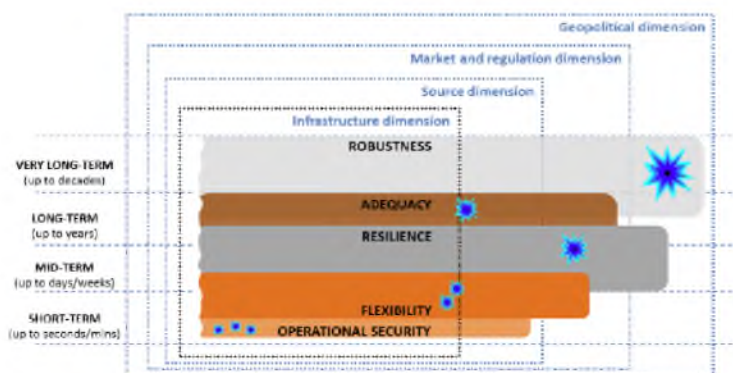 Geopolitical dimension
Market and regulation dimension
Source dimension
Infrastructure dimension
ROBUSTNESS
VERY LONG-TERM
(up to decades)
ADEQUACY
LONG-TERM
(up to years)
RESILIENCE
MID-TERM
(up to days/weeks)
FLEXIBILITY
SHORT-TERM
(up to seconds/mins)
OPERATIONAL SECURITY